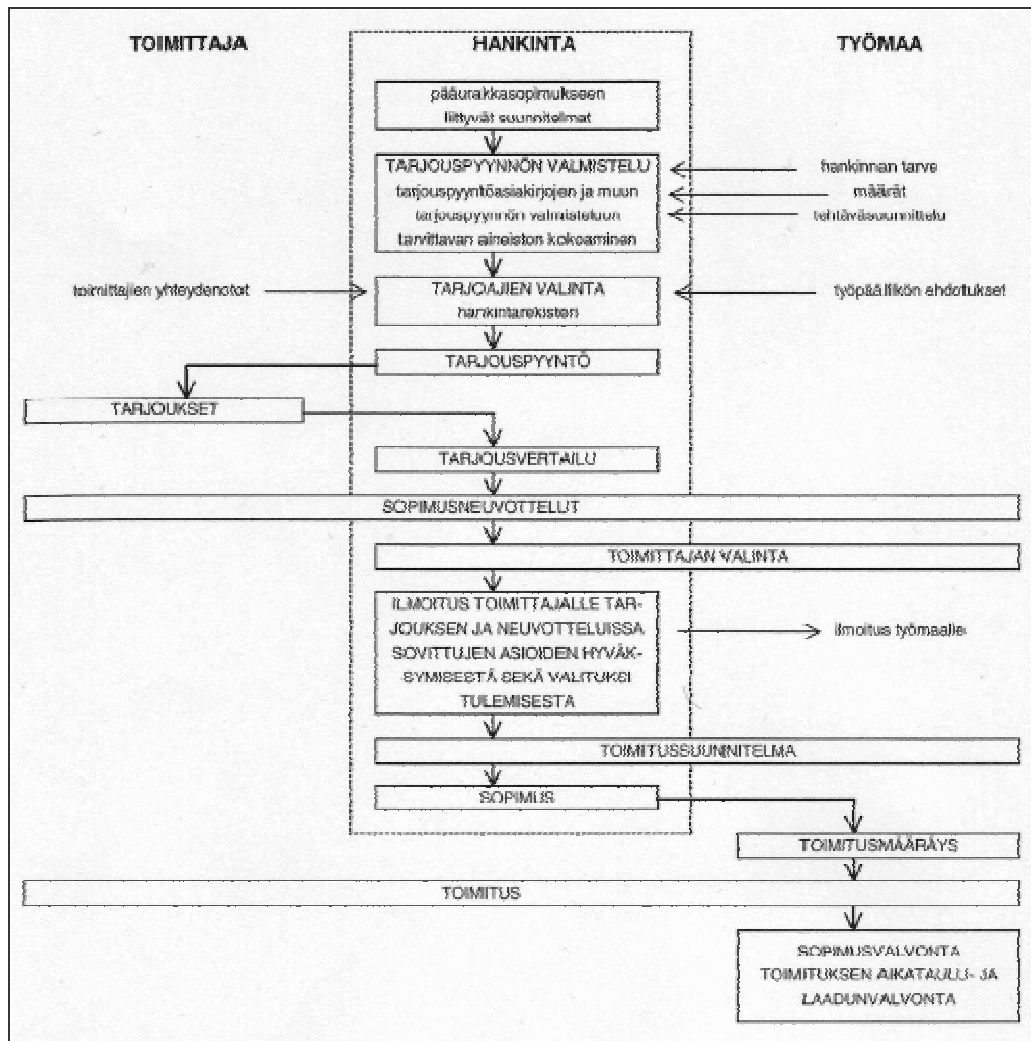 TOIMITTAJA
HANKINTA
TYÖMAA
pääurakkasopimukseen
liittyvät suunnitelmat
TARJOUSPYYNNÖN VALMISTELU
tarjouspyyntöasiakirjojen ja muun
tarjouspyynnön valmisteluun
tarvittavan aineiston kokoaminen
hankinnan tarve
määrät
tehtäväsuunnittelu
toimittajien yhteydenotot
TARJOAJIEN VALINTA
hankintarekisteri
työpäällikön ehdotukset
TARJOUSPYYNTÖ
TARJOUKSET
TARJOUSVERTAILU
SOPIMUSNEUVOTTELUT
TOIMITTAJAN VALINTA
ILMOITUS TOIMITTAJALLE TAR-
JOUKSEN JA NEUVOTTELUISSA
SOVITTUJEN ASIOIDEN HYVÄK-
SYMISESTÄ SEKÄ VALITUKSI
TULEMISESTA
ilmoitus työmaalle
TOIMITUSSUUNNITELMA
SOPIMUS
TOIMITUSMÄÄRÄYS
TOIMITUS
SOPIMUSVALVONTA
TOIMITUKSEN AIKATAULU- JA
LAADUNVALVONTA